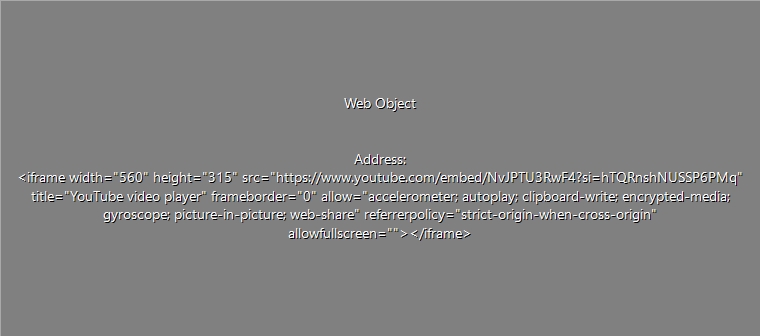 Web Object
Address:
<iframe width="560" height="315" src="https://www.youtube.com/embed/NvJPTU3RwF4?si=hTQRnshNUSSP6PMq"
title="YouTube video player" frameborder="0" allow="accelerometer; autoplay; clipboard-write; encrypted-media;
gyroscope; picture-in-picture; web-share" referrerpolicy="strict-origin-when-cross-origin"
allowfullscreen=""></iframe>